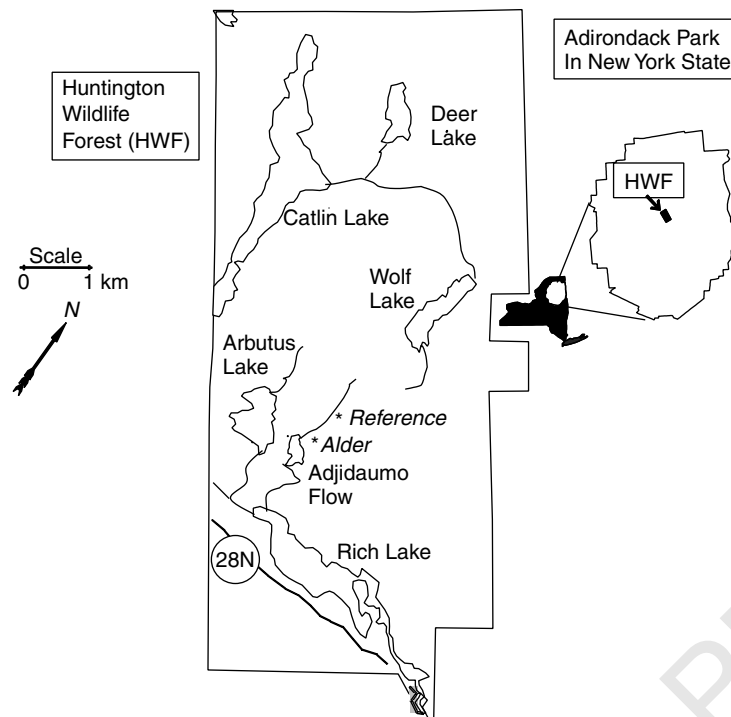 Huntington
Wildlife
Forest (HWF)
Adirondack Park
In New York State
Deer
Lake
HWF
Catlin Lake
Scale
0 1 km
N
Wolf
Lake
Arbutus
Lake
* Reference
* Alder
Adjidaumo
Flow
Rich Lake
28N